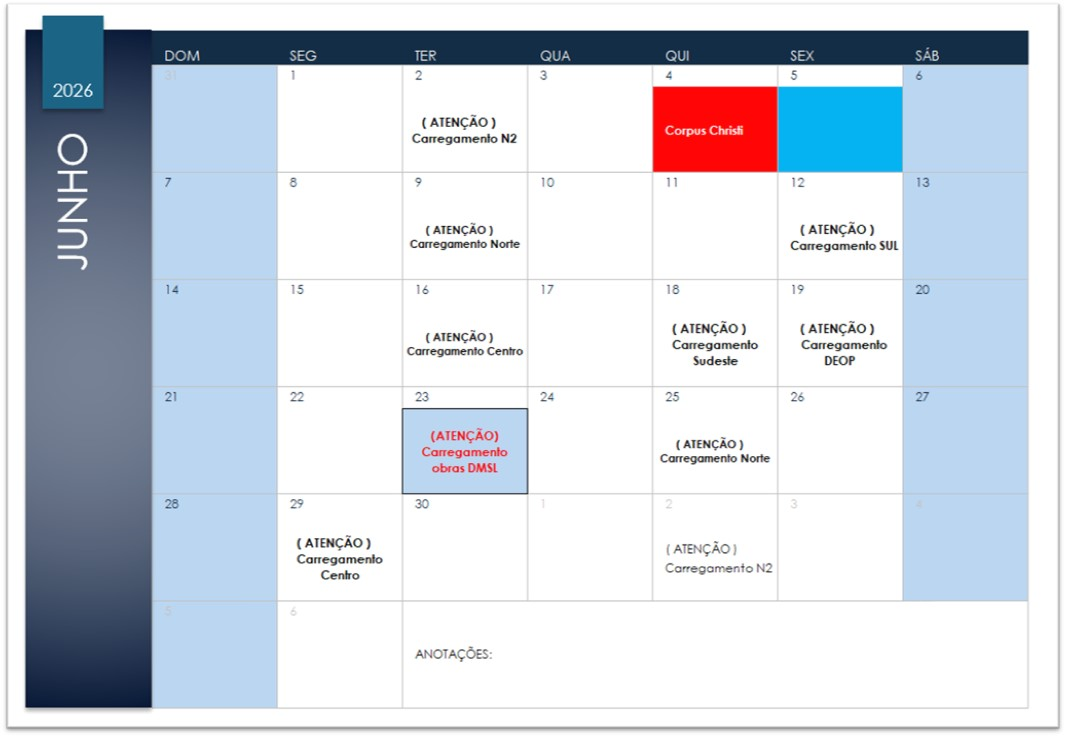 2026
JUNHO
DOM SEG TER QUA QUI SEX SÁB
31 1 2 3 4 5 6
( ATENÇÃO )
Carregamento N2
Corpus Christi
7 8 9 10 11 12 13
( ATENÇÃO )
Carregamento Norte
( ATENÇÃO )
Carregamento SUL
14 15 16 17 18 19 20
( ATENÇÃO )
Carregamento Centro
( ATENÇÃO )
Carregamento
Sudeste
( ATENÇÃO )
Carregamento
DEOP
21 22 23 24 25 26 27
(ATENÇÃO)
Carregamento
obras DMSL
( ATENÇÃO )
Carregamento Norte
28 29 30 1 2 3 4
( ATENÇÃO )
Carregamento
Centro
( ATENÇÃO )
Carregamento N2
5 6
ANOTAÇÕES: